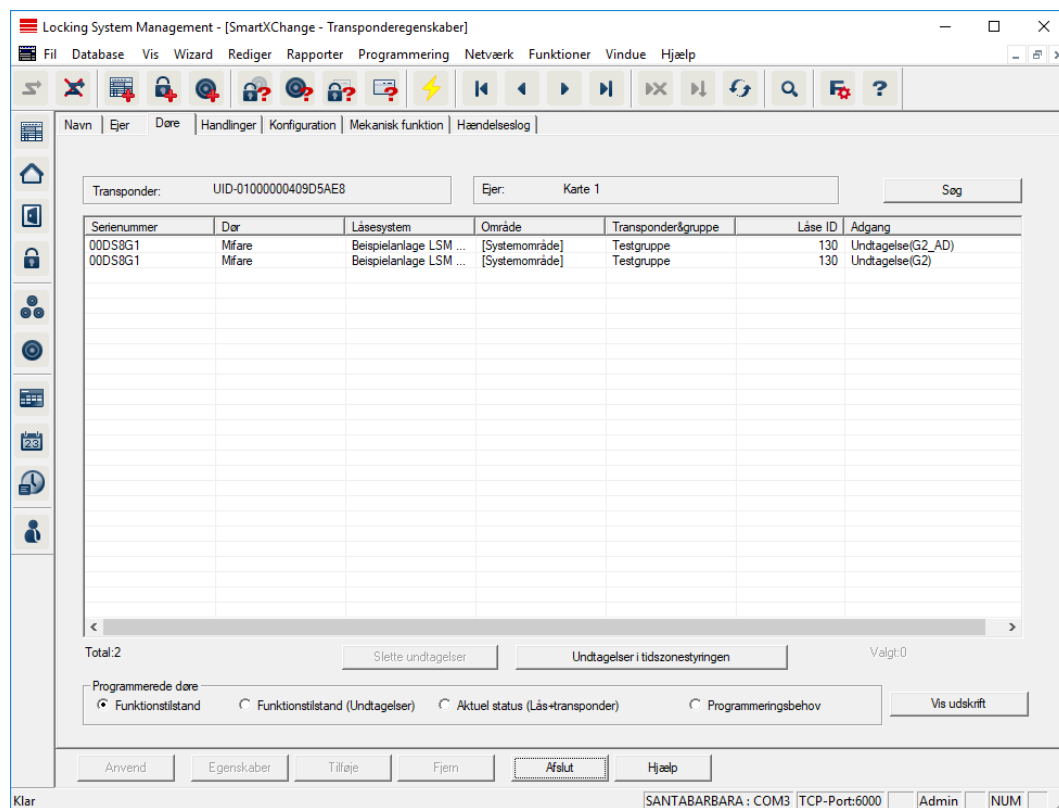 Locking System Management - [SmartXChange - Transponderegenskaber]
Fil Database Vis Wizard Rediger Rapporter Programmering Netværk Funktioner Vindue Hjælp
Navn Ejer Døre Handlinger Konfiguration Mekanisk funktion Hændelseslog
Transponder: UID-01000000409D5AE8 Ejer: Karte 1 Søg
Serienummer Dør Låsesystem Område Transponder&gruppe Låse ID Adgang
00DS8G1 Mifare Beispielanlage LSM ... [Systemområde] Testgruppe 130 Undtagelse(G2_AD)
00DS8G1 Mifare Beispielanlage LSM ... [Systemområde] Testgruppe 130 Undtagelse(G2)
Total:2 Slette undtagelser Undtagelser i tidszonestyringen Valgt:0
Programmerede døre
Funktionstilstand Funktionstilstand (Undtagelser) Aktuel status (Lås+transponder) Programmeringsbehov Vis udskrift
Anvend Egenskaber Tilføje Fjern Afslut Hjælp
Klar SANTABARBARA : COM3 TCP-Port:6000 Admin NUM